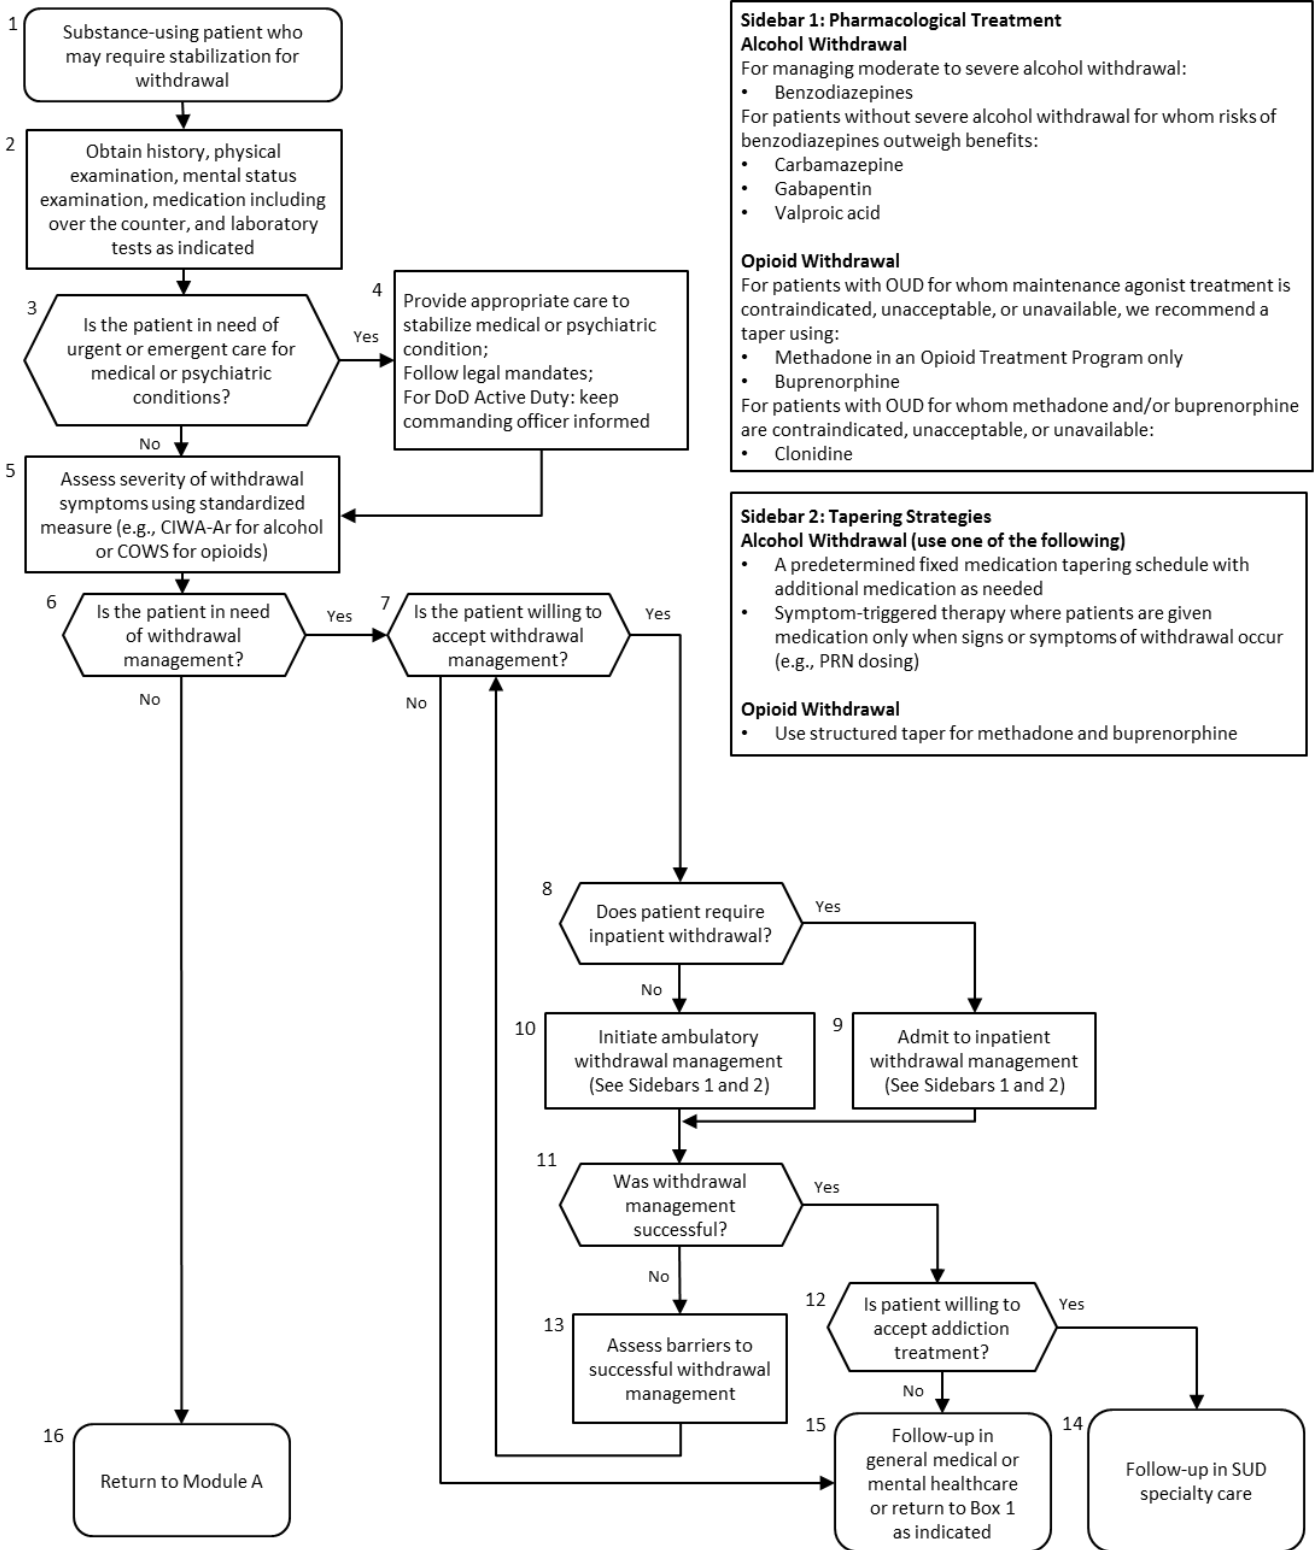 1
Substance-using patient who
may require stabilization for
withdrawal
2
Obtain history, physical
examination, mental status
examination, medication including
over the counter, and laboratory
tests as indicated
3
Is the patient in need of
urgent or emergent care for
medical or psychiatric
conditions?
Yes
No
4
Provide appropriate care to
stabilize medical or psychiatric
condition;
Follow legal mandates;
For DoD Active Duty: keep
commanding officer informed
5
Assess severity of withdrawal
symptoms using standardized
measure (e.g., CIWA-Ar for alcohol
or COWS for opioids)
6
Is the patient in need
of withdrawal
management?
Yes
No
7
Is the patient willing to
accept withdrawal
management?
Yes
No
8
Does patient require
inpatient withdrawal?
Yes
No
10
Initiate ambulatory
withdrawal management
(See Sidebars 1 and 2)
9
Admit to inpatient
withdrawal management
(See Sidebars 1 and 2)
11
Was withdrawal
management
successful?
Yes
No
12
Is patient willing to
accept addiction
treatment?
Yes
No
13
Assess barriers to
successful withdrawal
management
16
Return to Module A
15
Follow-up in
general medical or
mental healthcare
or return to Box 1
as indicated
14
Follow-up in SUD
specialty care
Sidebar 1: Pharmacological Treatment
Alcohol Withdrawal
For managing moderate to severe alcohol withdrawal:
• Benzodiazepines
For patients without severe alcohol withdrawal for whom risks of
benzodiazepines outweigh benefits:
• Carbamazepine
• Gabapentin
• Valproic acid
Opioid Withdrawal
For patients with OUD for whom maintenance agonist treatment is
contraindicated, unacceptable, or unavailable, we recommend a
taper using:
• Methadone in an Opioid Treatment Program only
• Buprenorphine
For patients with OUD for whom methadone and/or buprenorphine
are contraindicated, unacceptable, or unavailable:
• Clonidine
Sidebar 2: Tapering Strategies
Alcohol Withdrawal (use one of the following)
• A predetermined fixed medication tapering schedule with
additional medication as needed
• Symptom-triggered therapy where patients are given
medication only when signs or symptoms of withdrawal occur
(e.g., PRN dosing)
Opioid Withdrawal
• Use structured taper for methadone and buprenorphine